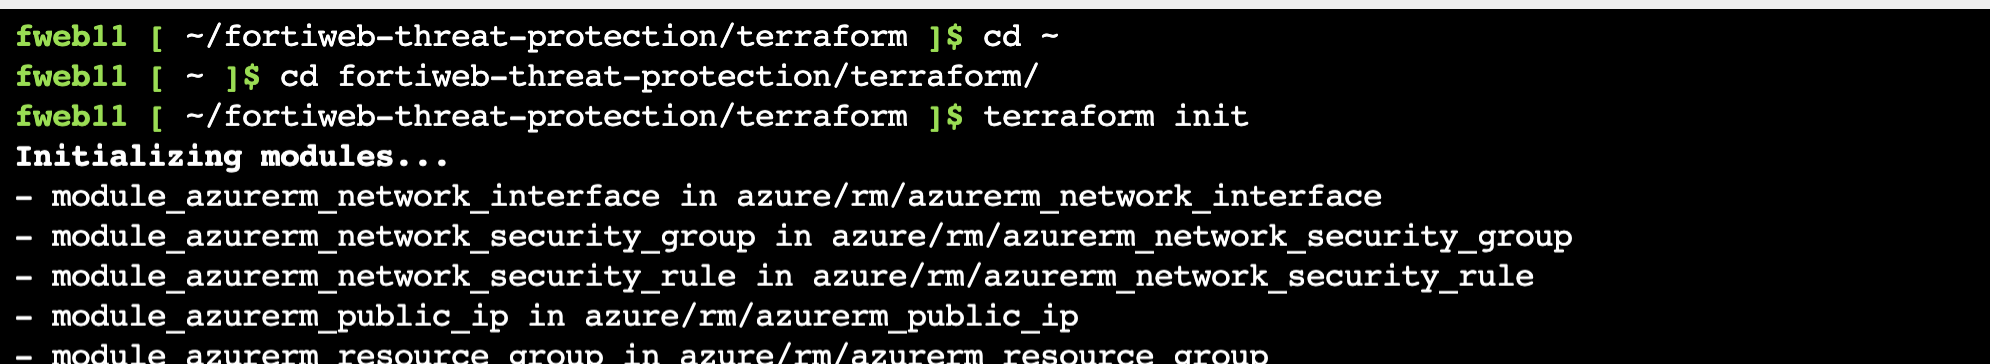 fweb11 [ ~/fortiweb-threat-protection/terraform ]$ cd ~
fweb11 [ ~ ]$ cd fortiweb-threat-protection/terraform/
fweb11 [ ~/fortiweb-threat-protection/terraform ]$ terraform init
Initializing modules...
- module_azurerm_network_interface in azure/rm/azurerm_network_interface
- module_azurerm_network_security_group in azure/rm/azurerm_network_security_group
- module_azurerm_network_security_rule in azure/rm/azurerm_network_security_rule
- module_azurerm_public_ip in azure/rm/azurerm_public_ip
- module_azurerm_resource_group in azure/rm/azurerm_resource_group